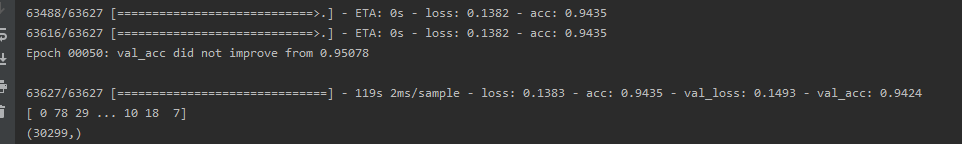 63488/63627 [============================>.] - ETA: 0s - loss: 0.1382 - acc: 0.9435
63616/63627 [============================>.] - ETA: 0s - loss: 0.1382 - acc: 0.9435
Epoch 00050: val_acc did not improve from 0.95078
63627/63627 [==============================] - 119s 2ms/sample - loss: 0.1383 - acc: 0.9435 - val_loss: 0.1493 - val_acc: 0.9424
[ 0 78 29 ... 10 18  7]
(30299,)